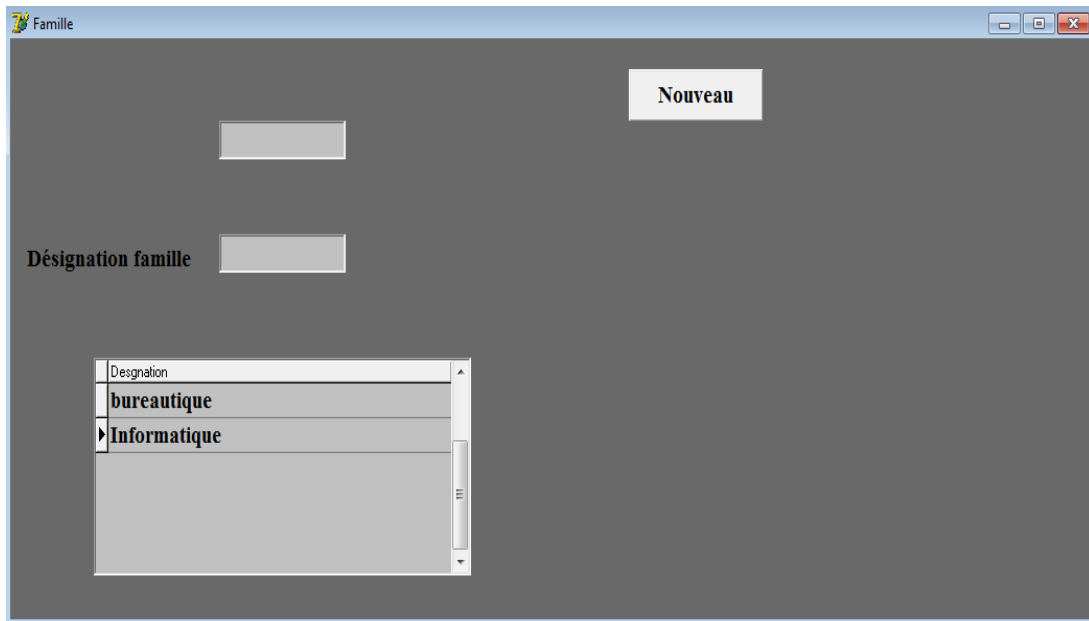 Famille
Nouveau
Désignation famille
Desgnation
bureautique
Informatique